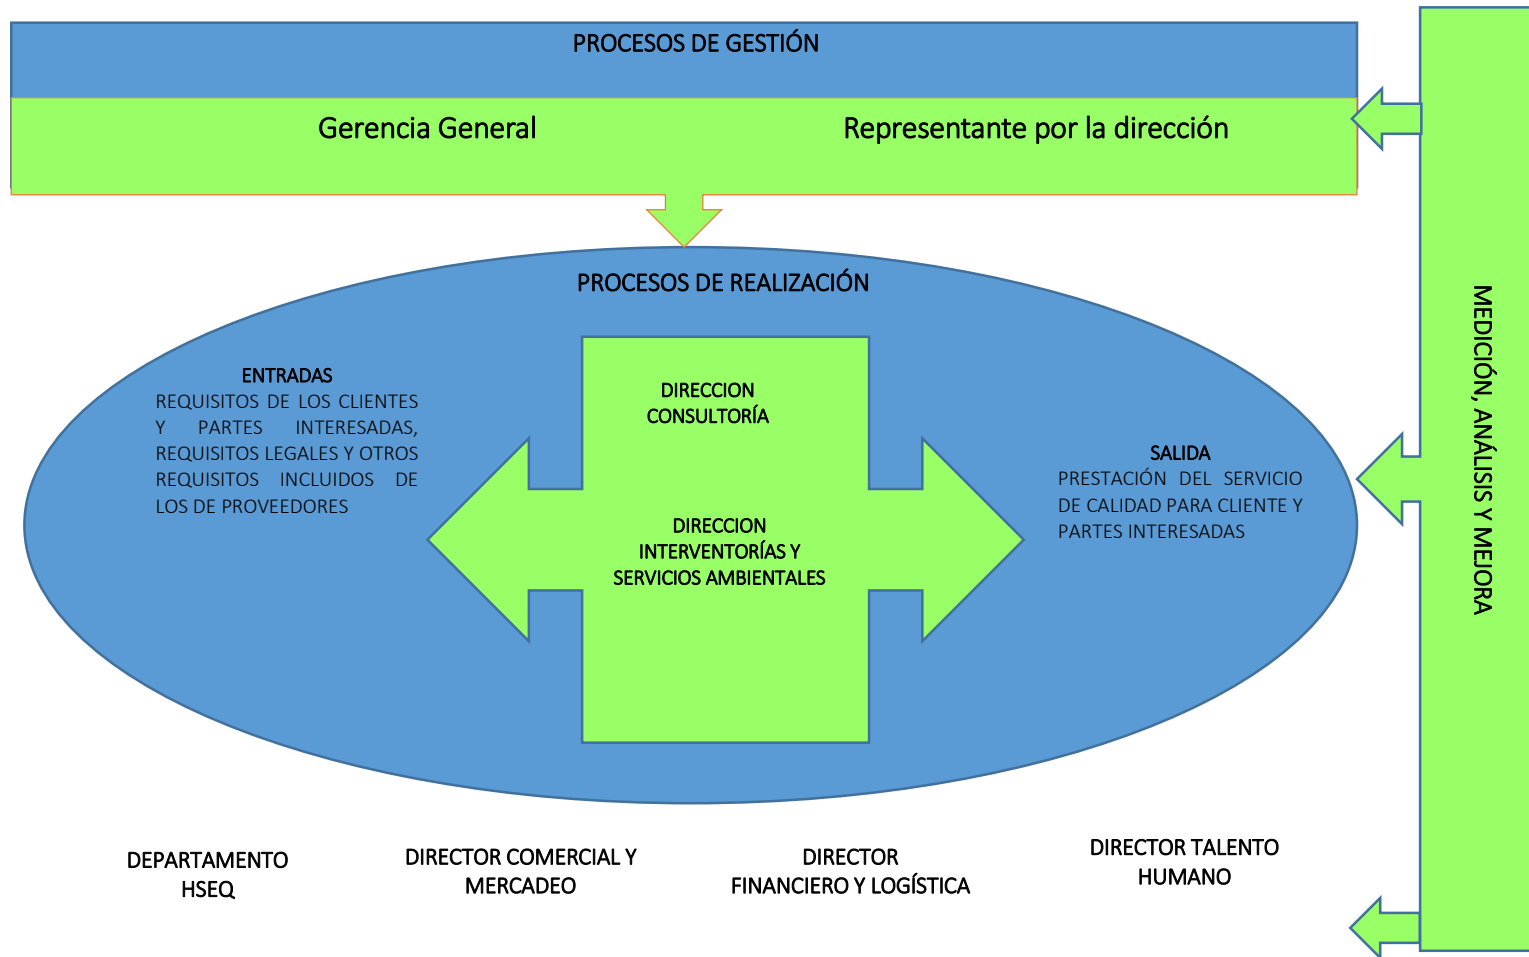 PROCESOS DE GESTIÓN
Gerencia General
Representante por la dirección
PROCESOS DE REALIZACIÓN
ENTRADAS
REQUISITOS DE LOS CLIENTES
Y PARTES INTERESADAS,
REQUISITOS LEGALES Y OTROS
REQUISITOS INCLUIDOS DE
LOS DE PROVEEDORES
DIRECCION
CONSULTORÍA
DIRECCION
INTERVENTORÍAS Y
SERVICIOS AMBIENTALES
SALIDA
PRESTACIÓN DEL SERVICIO
DE CALIDAD PARA CLIENTE Y
PARTES INTERESADAS
MEDICIÓN, ANÁLISIS Y MEJORA
DEPARTAMENTO
HSEQ
DIRECTOR COMERCIAL Y
MERCADEO
DIRECTOR
FINANCIERO Y LOGÍSTICA
DIRECTOR TALENTO
HUMANO